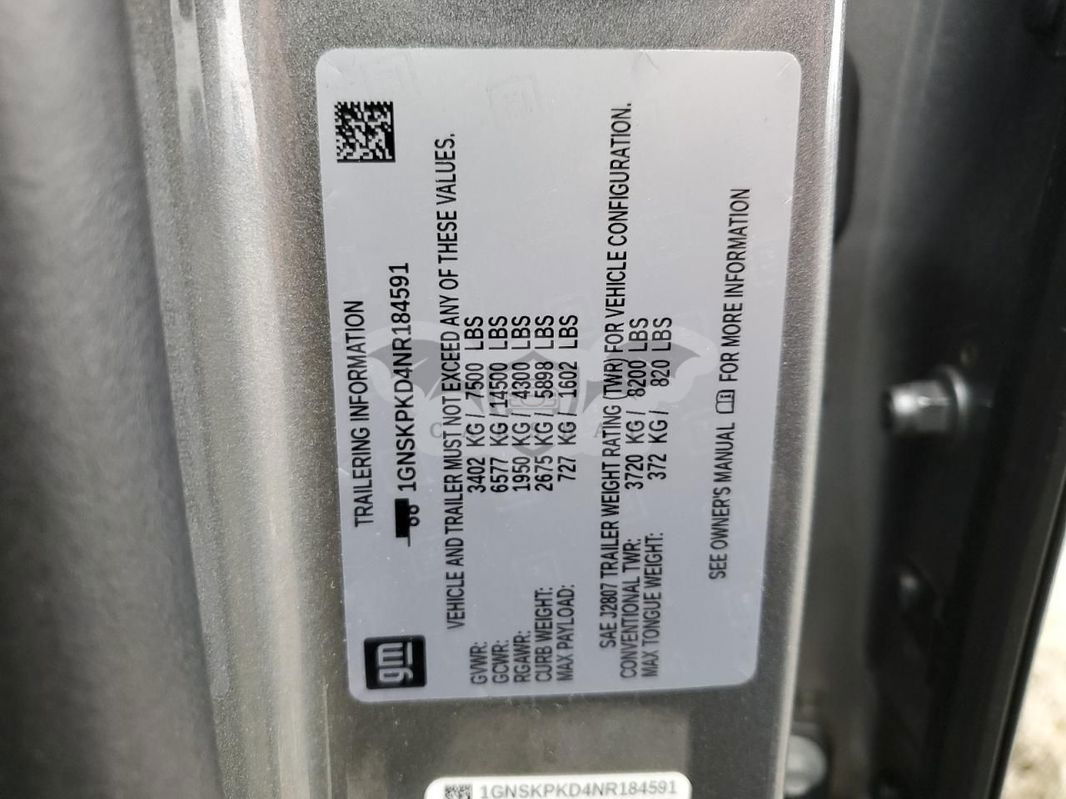 gm
TRAILERING INFORMATION
1GNSKPKD4NR184591
VEHICLE AND TRAILER MUST NOT EXCEED ANY OF THESE VALUES.
GVWR: 3402 KG / 7500 LBS
GCWR: 6577 KG / 14500 LBS
RGAWR: 1950 KG / 4300 LBS
CURB WEIGHT: 2675 KG / 5898 LBS
MAX PAYLOAD: 727 KG / 1602 LBS
SAE J2807 TRAILER WEIGHT RATING (TWR) FOR VEHICLE CONFIGURATION.
CONVENTIONAL TWR: 3720 KG / 8200 LBS
MAX TONGUE WEIGHT: 372 KG / 820 LBS
SEE OWNER'S MANUAL FOR MORE INFORMATION
1GNSKPKD4NR184591